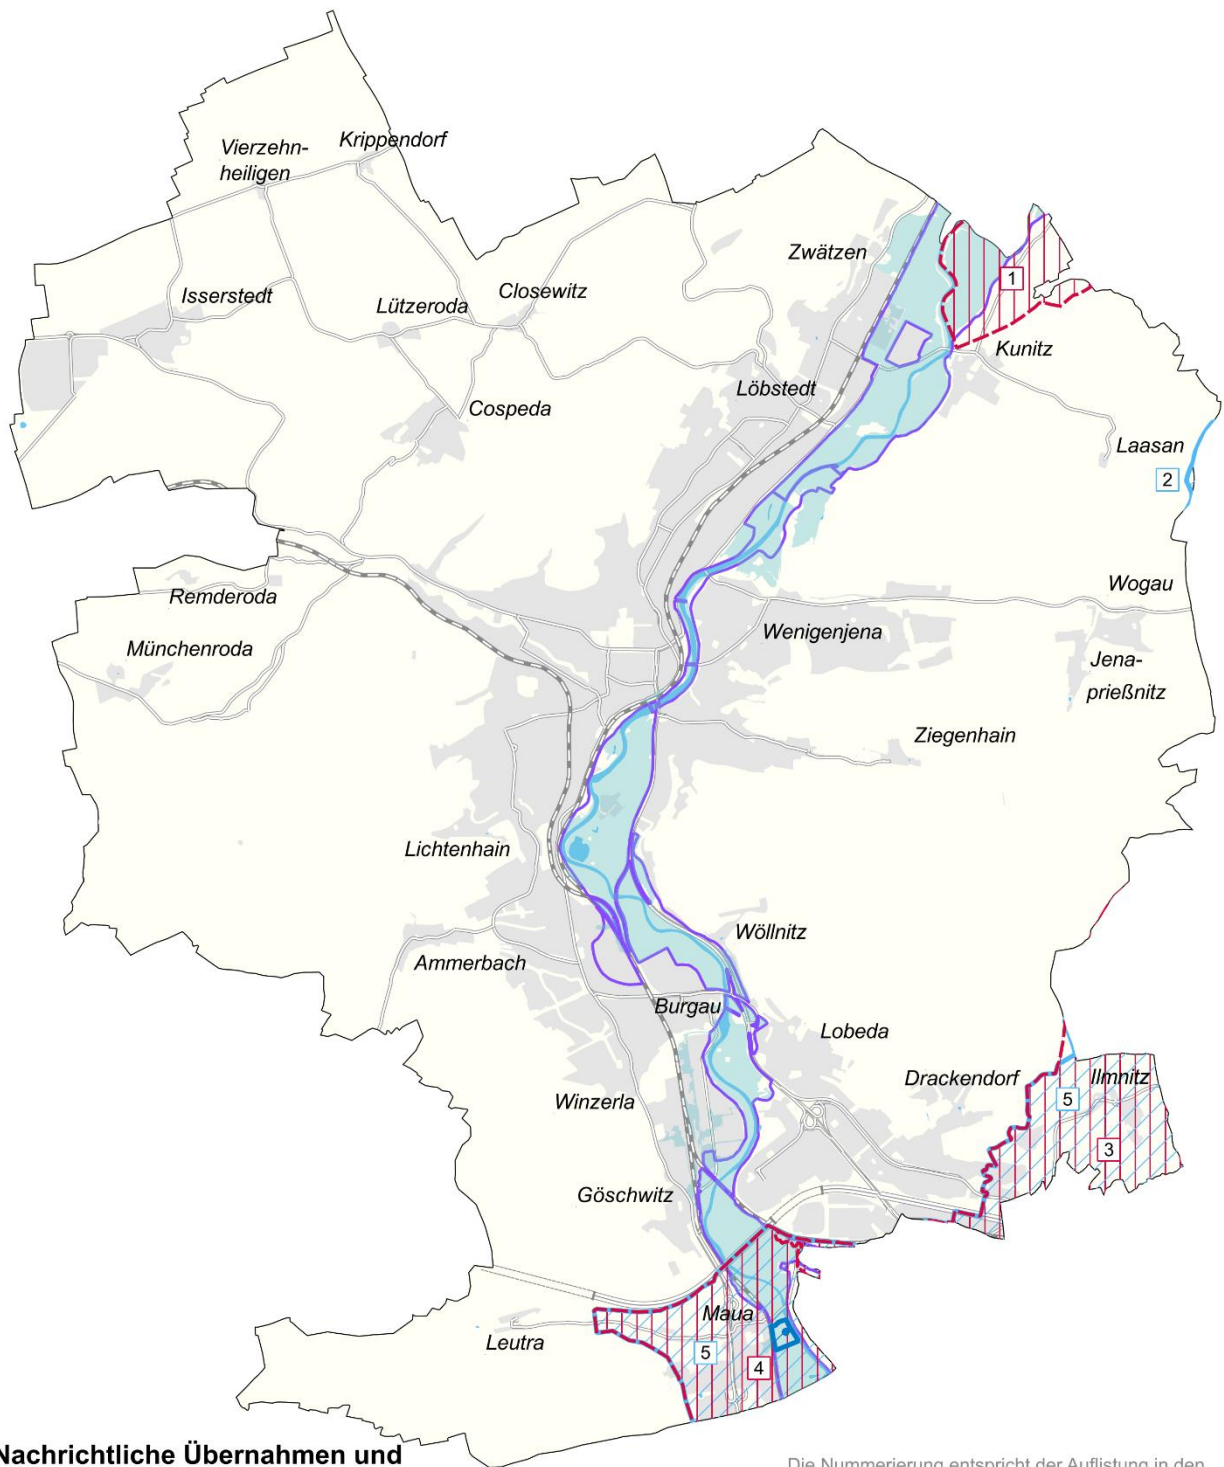 Vierzehn-
heiligen
Krippendorf
Zwätzen
1
Isserstedt
Lützeroda
Closewitz
Kunitz
Löbstedt
Cospeda
Laasan
2
Remderoda
Wogau
Münchenroda
Wenigenjena
Jena-
prießnitz
Ziegenhain
Lichtenhain
Wöllnitz
Ammerbach
Burgau
Lobeda
Drackendorf
Ilmnitz
5
Winzerla
3
Göschwitz
Maua
Leutra
5
4
Nachrichtliche Übernahmen und
Die Nummerierung entspricht der Auflistung in den